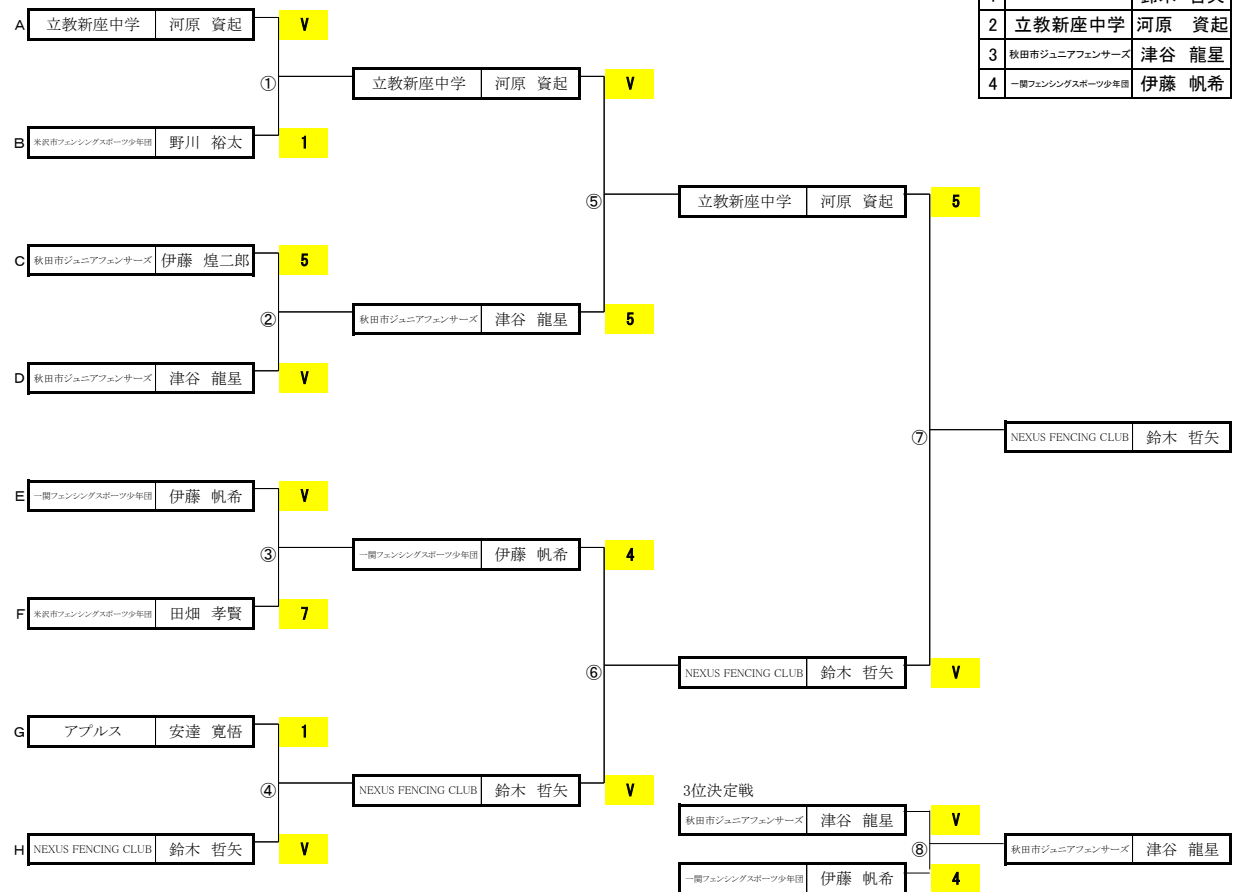 1 鈴木 哲矢
A 立教新座中学 河原 資起 V
2 立教新座中学 河原 資起
3 秋田市ジュニアフェンサーズ 津谷 龍星
① 立教新座中学 河原 資起 V
4 一関フェンシングスポーツ少年団 伊藤 帆希
B 米沢市フェンシングスポーツ少年団 野川 裕太 1
⑤ 立教新座中学 河原 資起 5
C 秋田市ジュニアフェンサーズ 伊藤 煌二郎 5
② 秋田市ジュニアフェンサーズ 津谷 龍星 5
D 秋田市ジュニアフェンサーズ 津谷 龍星 V
⑦ NEXUS FENCING CLUB 鈴木 哲矢
E 一関フェンシングスポーツ少年団 伊藤 帆希 V
③ 一関フェンシングスポーツ少年団 伊藤 帆希 4
F 米沢市フェンシングスポーツ少年団 田畑 孝賢 7
⑥ NEXUS FENCING CLUB 鈴木 哲矢 V
G アプルス 安達 寛悟 1
④ NEXUS FENCING CLUB 鈴木 哲矢 V
3位決定戦
秋田市ジュニアフェンサーズ 津谷 龍星 V
H NEXUS FENCING CLUB 鈴木 哲矢 V
⑧ 秋田市ジュニアフェンサーズ 津谷 龍星
一関フェンシングスポーツ少年団 伊藤 帆希 4